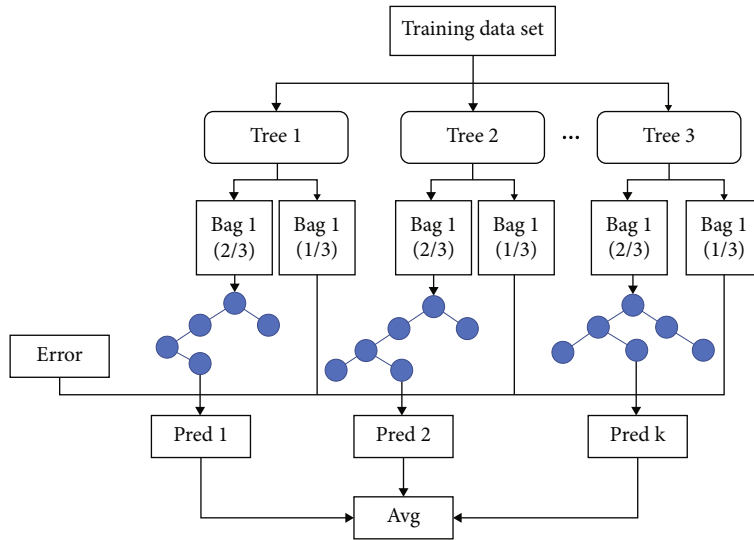 Training data set
Tree 1
Tree 2
...
Tree 3
Bag 1
(2/3)
Bag 1
(1/3)
Bag 1
(2/3)
Bag 1
(1/3)
Bag 1
(2/3)
Bag 1
(1/3)
Error
Pred 1
Pred 2
Pred k
Avg